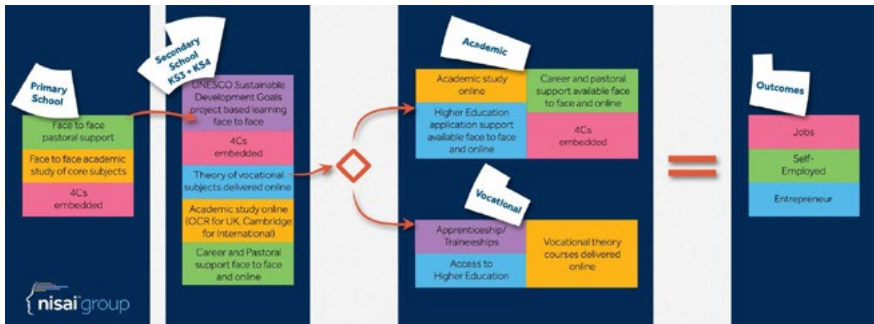 Primary
School
Face to face
pastoral support
Face to face academic
study of core subjects
4Cs
embedded
Secondary
School
KS3 + KS4
UNESCO Sustainable
Development Goals
project based learning
face to face
4Cs
embedded
Theory of vocational
subjects delivered online
Academic study online
(OCR for UK, Cambridge
for International)
Career and Pastoral
support face to face
and online
Academic
Academic study
online
Higher Education
application support
available face to face
and online
Career and pastoral
support available face
to face and online
4Cs
embedded
Vocational
Apprenticeship/
Traineeships
Access to
Higher Education
Vocational theory
courses delivered
online
Outcomes
Jobs
Self-
Employed
Entrepreneur
nisai group